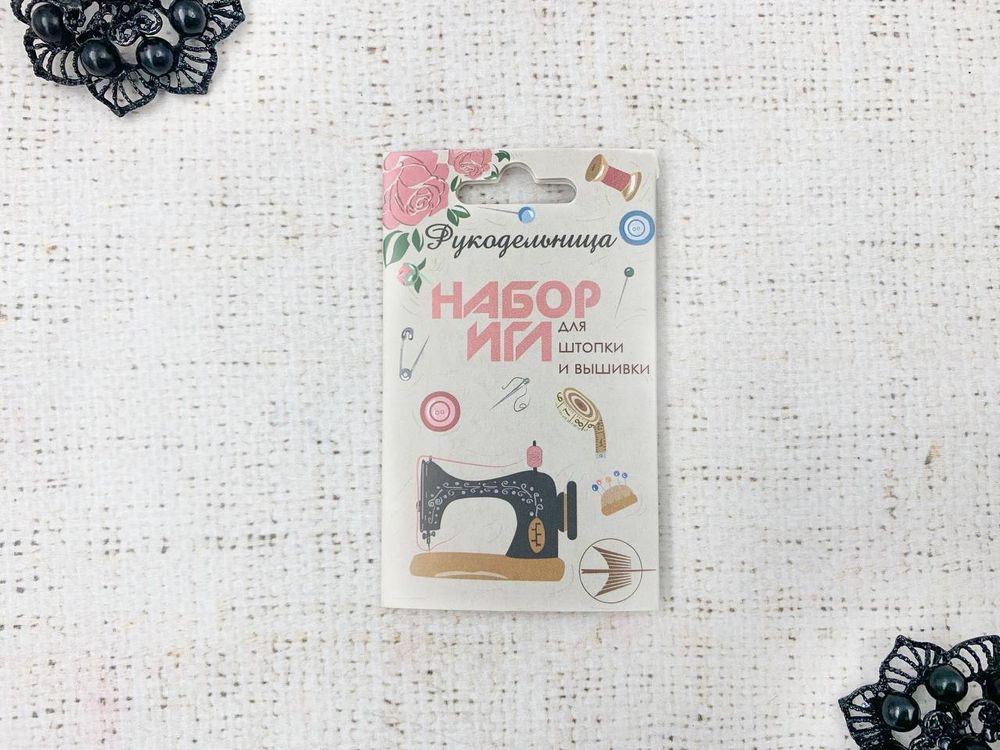 Рукодельница
НАБОР
ИГЛ ДЛЯ
ШТОПКИ
И ВЫШИВКИ